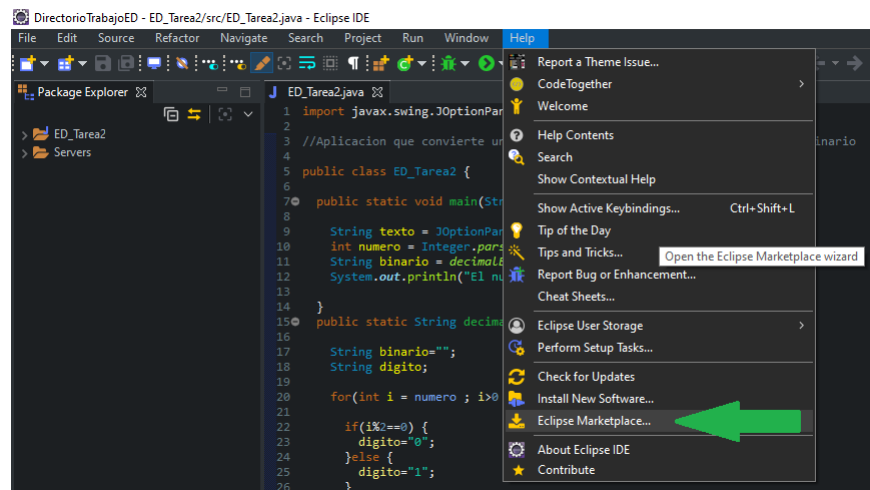 DirectorioTrabajoED - ED_Tarea2/src/ED_Tarea2.java - Eclipse IDE
File Edit Source Refactor Navigate Search Project Run Window Help
Package Explorer
ED_Tarea2
Servers
ED_Tarea2.java
1 import javax.swing.JOptionPan
2
3 //Aplicacion que convierte un inario
4
5 public class ED_Tarea2 {
6
7 public static void main(Str
8
9 String texto = JOptionPan
10 int numero = Integer.pars
11 String binario = decimalB
12 System.out.println("El nu
13
14 }
15 public static String decima
16
17 String binario="";
18 String digito;
19
20 for(int i = numero ; i>0
21
22 if(i%2==0) {
23 digito="0";
24 }else {
25 digito="1";
26 }
Report a Theme Issue...
CodeTogether
Welcome
Help Contents
Search
Show Contextual Help
Show Active Keybindings... Ctrl+Shift+L
Tip of the Day
Tips and Tricks...
Open the Eclipse Marketplace wizard
Report Bug or Enhancement...
Cheat Sheets...
Eclipse User Storage
Perform Setup Tasks...
Check for Updates
Install New Software...
Eclipse Marketplace...
About Eclipse IDE
Contribute